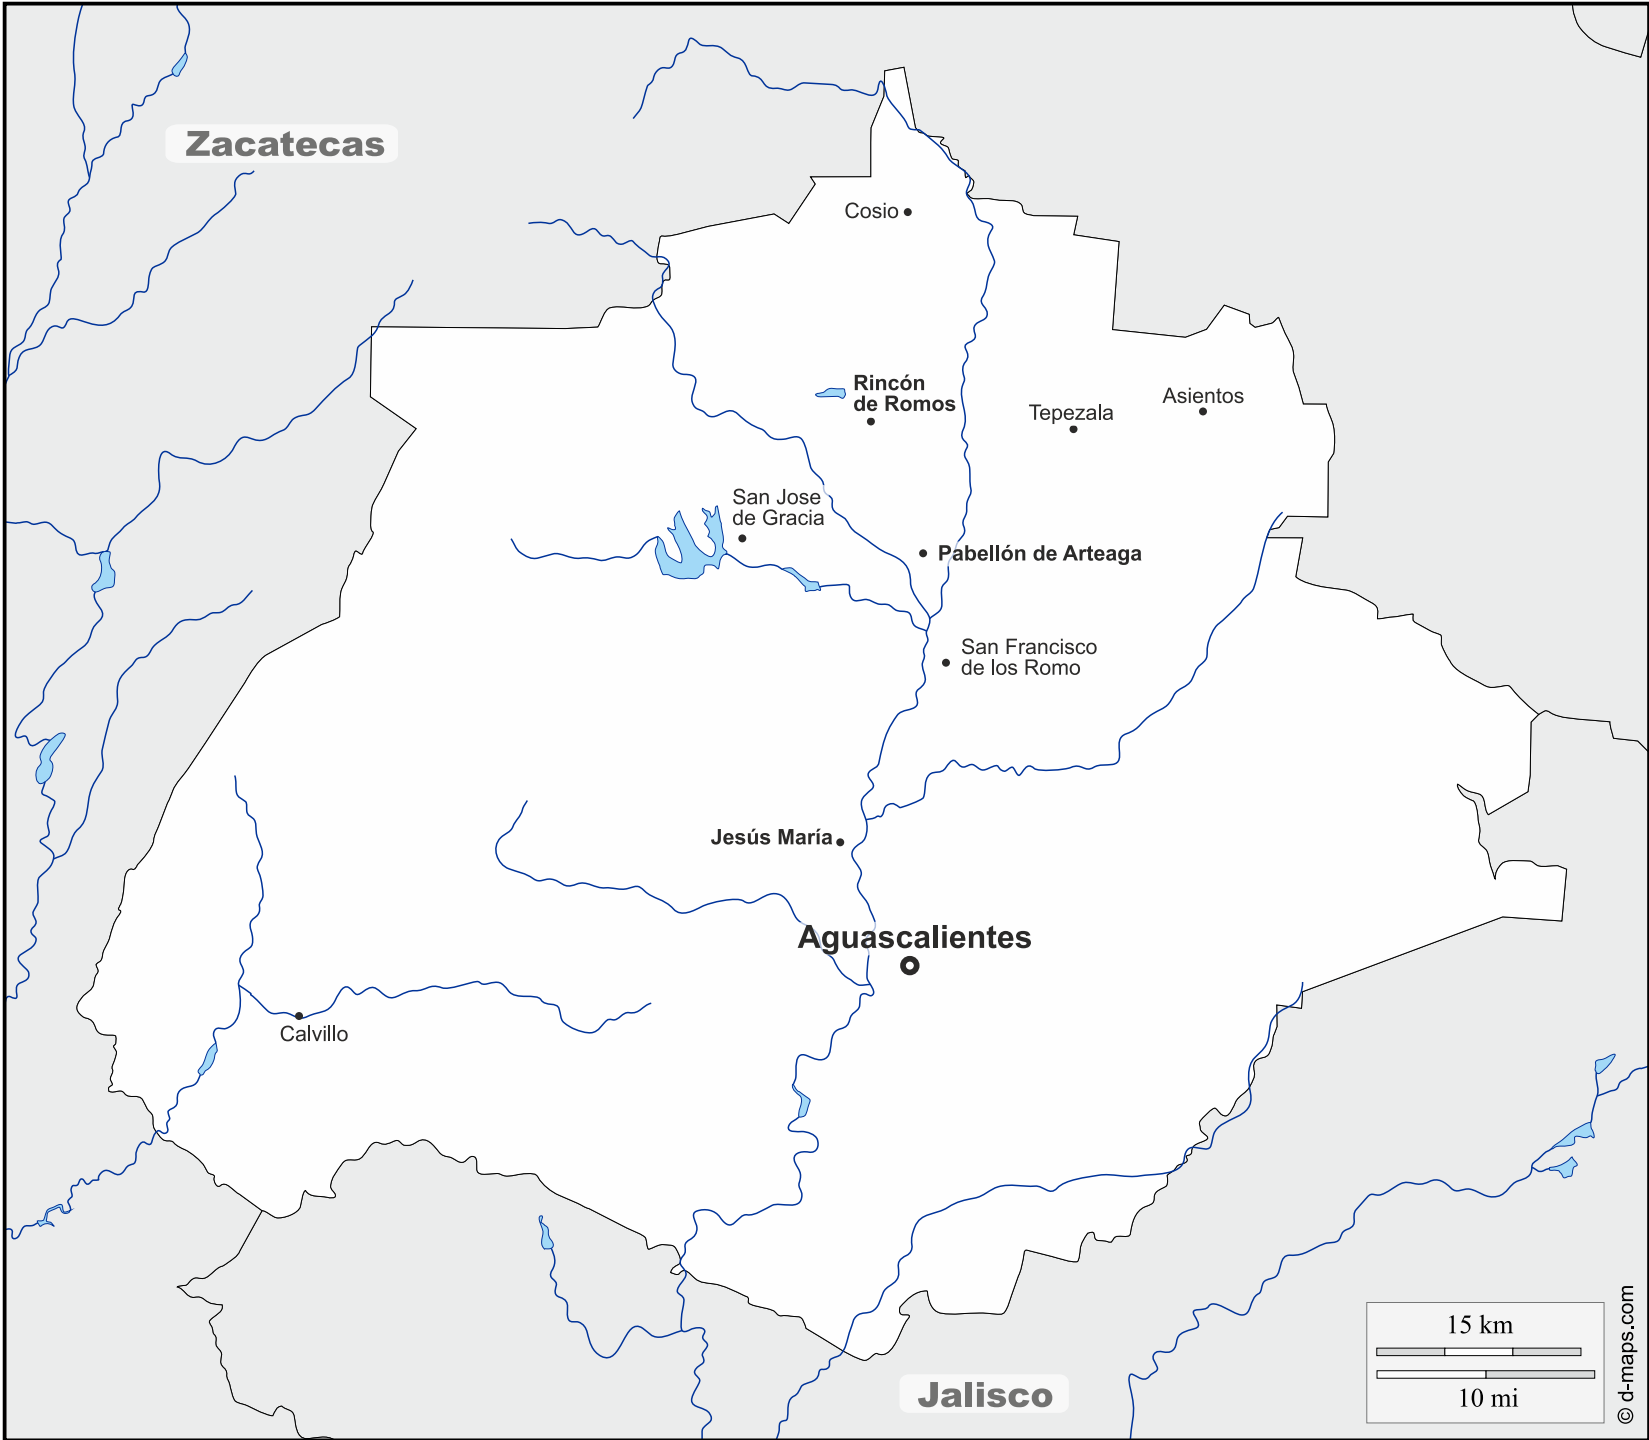 Zacatecas
Cosio
Rincón
de Romos
Asientos
Tepezala
San Jose
de Gracia
Pabellón de Arteaga
San Francisco
de los Romo
Jesús María
Aguascalientes
Calvillo
Jalisco
15 km
10 mi
© d-maps.com